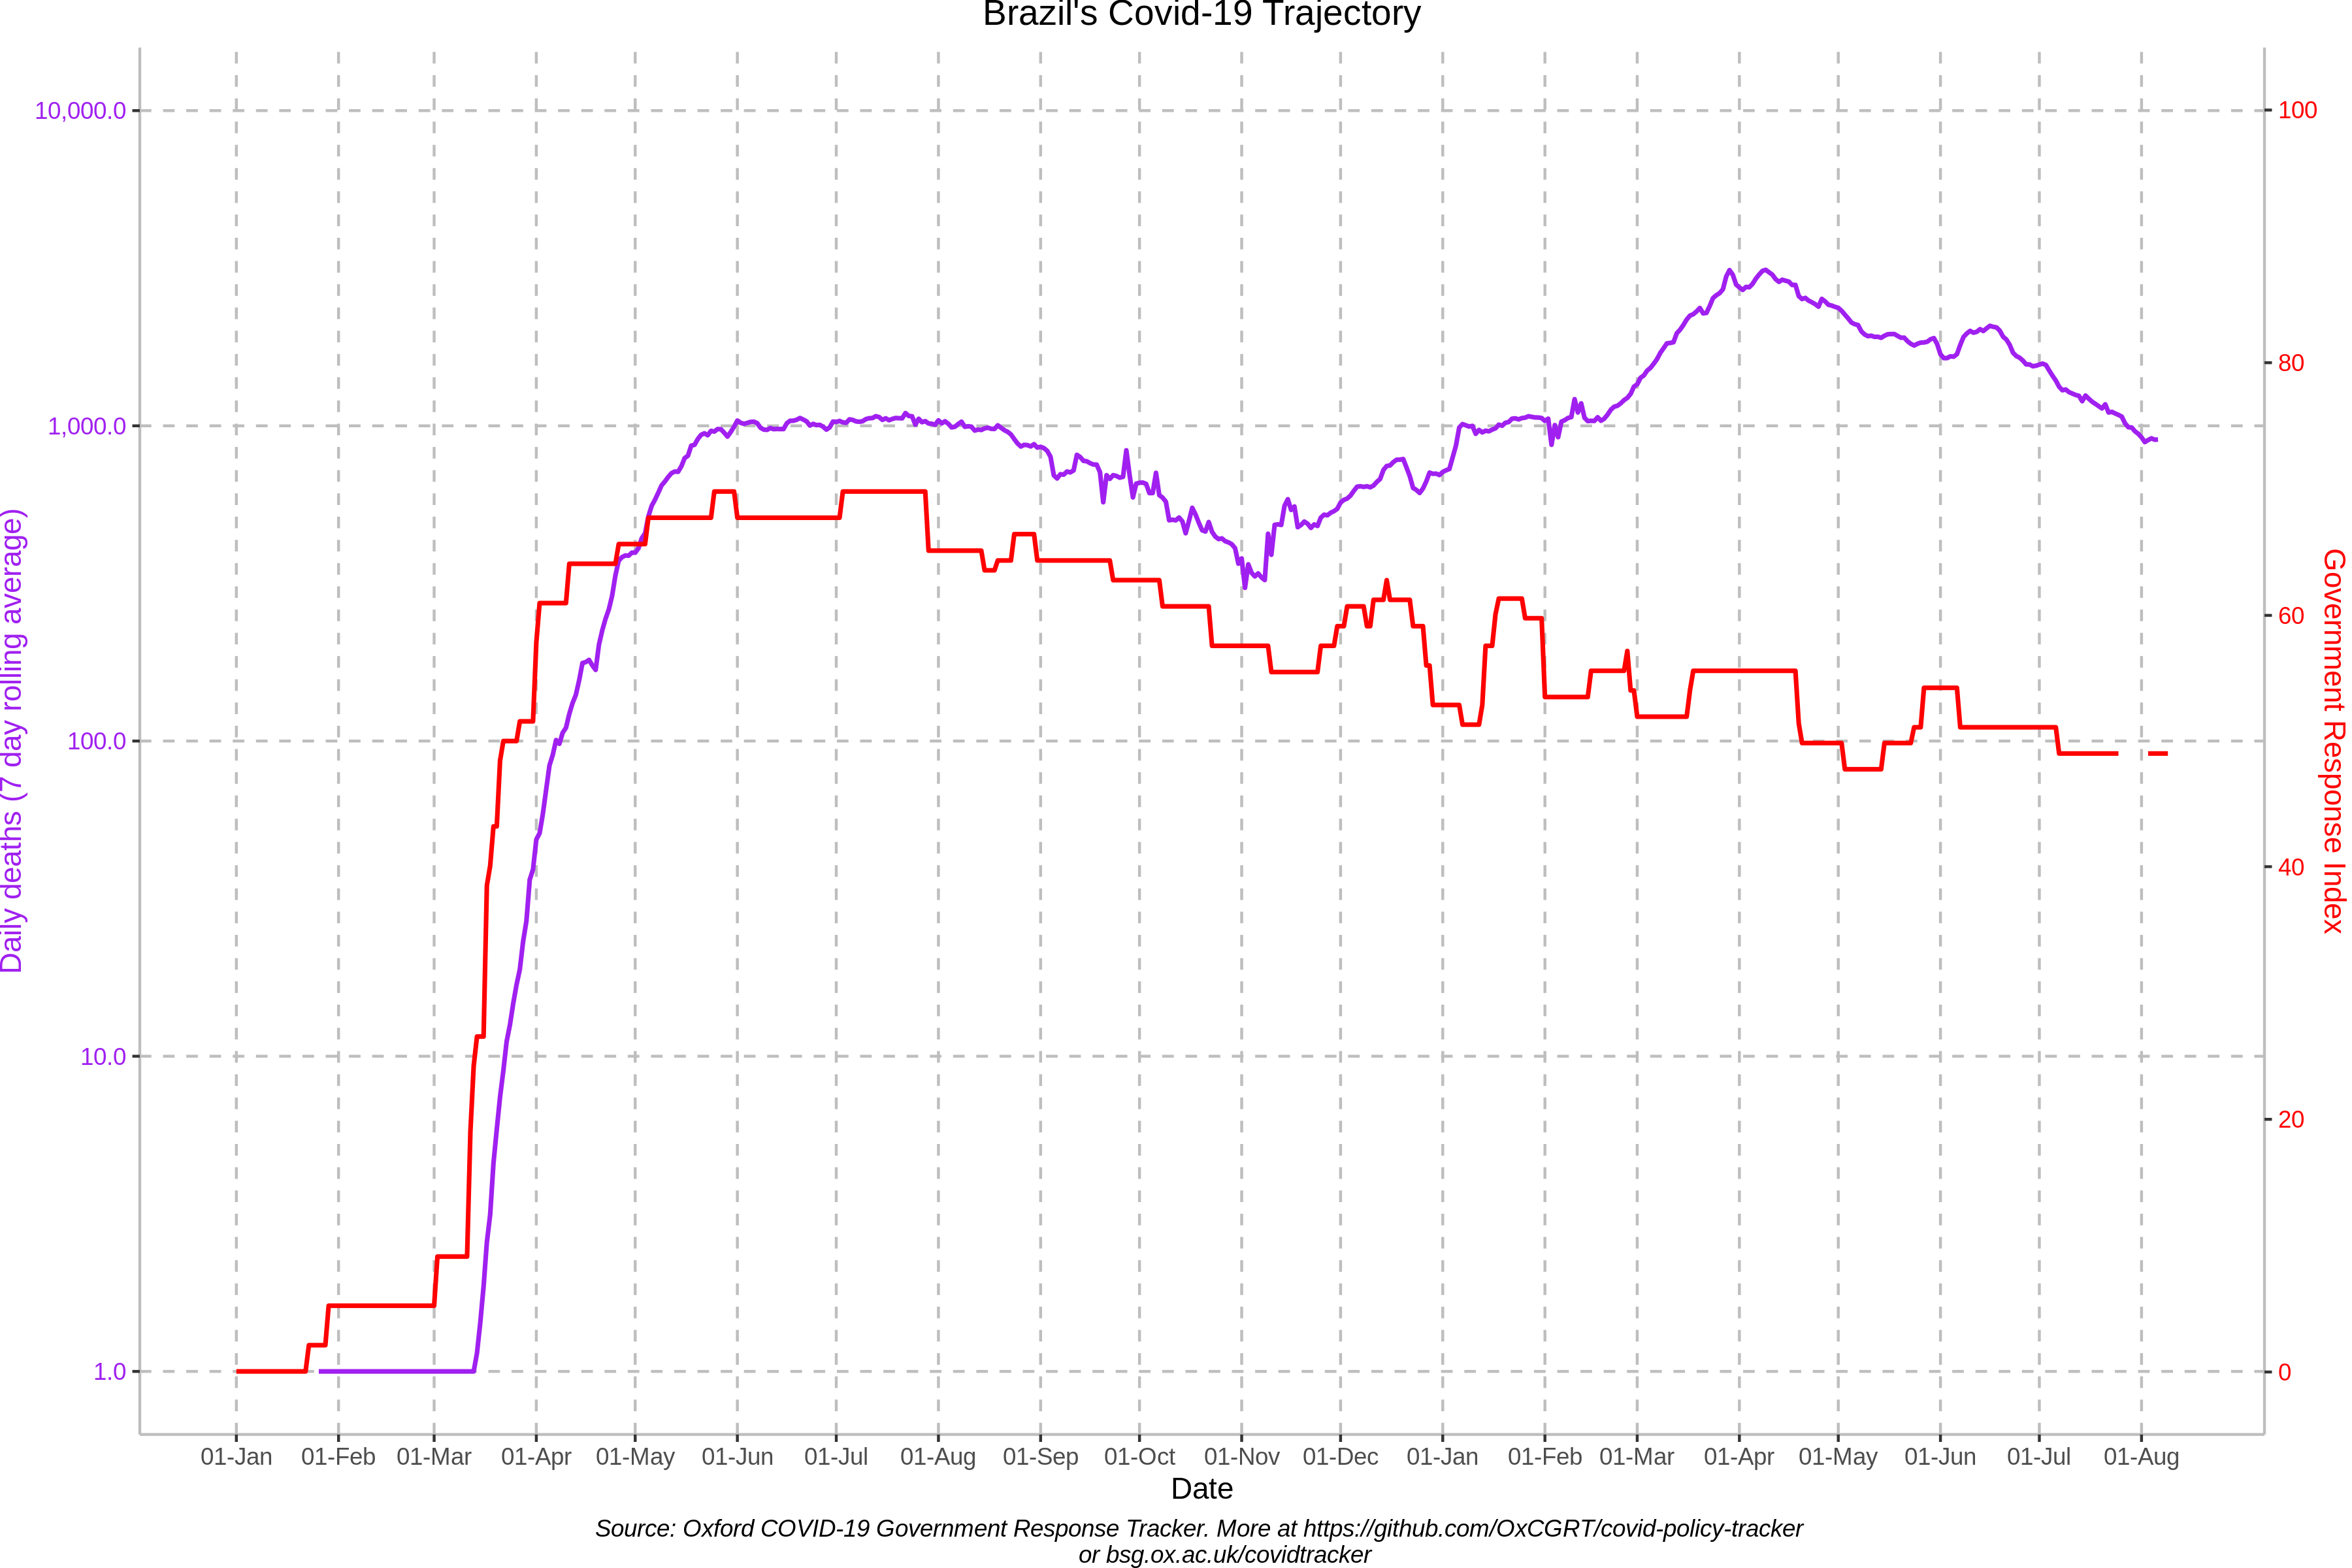 Brazil's Covid-19 Trajectory
Daily deaths (7 day rolling average)
10,000.0
1,000.0
100.0
10.0
1.0
100
80
60
40
20
0
Government Response Index
01-Jan 01-Feb 01-Mar 01-Apr 01-May 01-Jun 01-Jul 01-Aug 01-Sep 01-Oct 01-Nov 01-Dec 01-Jan 01-Feb 01-Mar 01-Apr 01-May 01-Jun 01-Jul 01-Aug
Date
Source: Oxford COVID-19 Government Response Tracker. More at https://github.com/OxCGRT/covid-policy-tracker
or bsg.ox.ac.uk/covidtracker